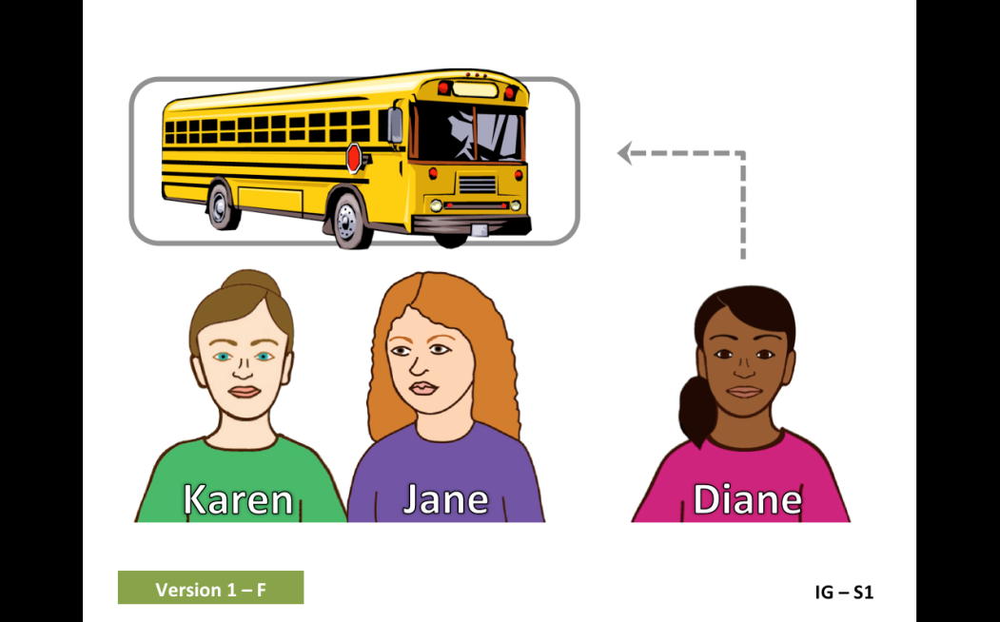 Karen
Jane
Diane
Version 1 – F
IG – S1